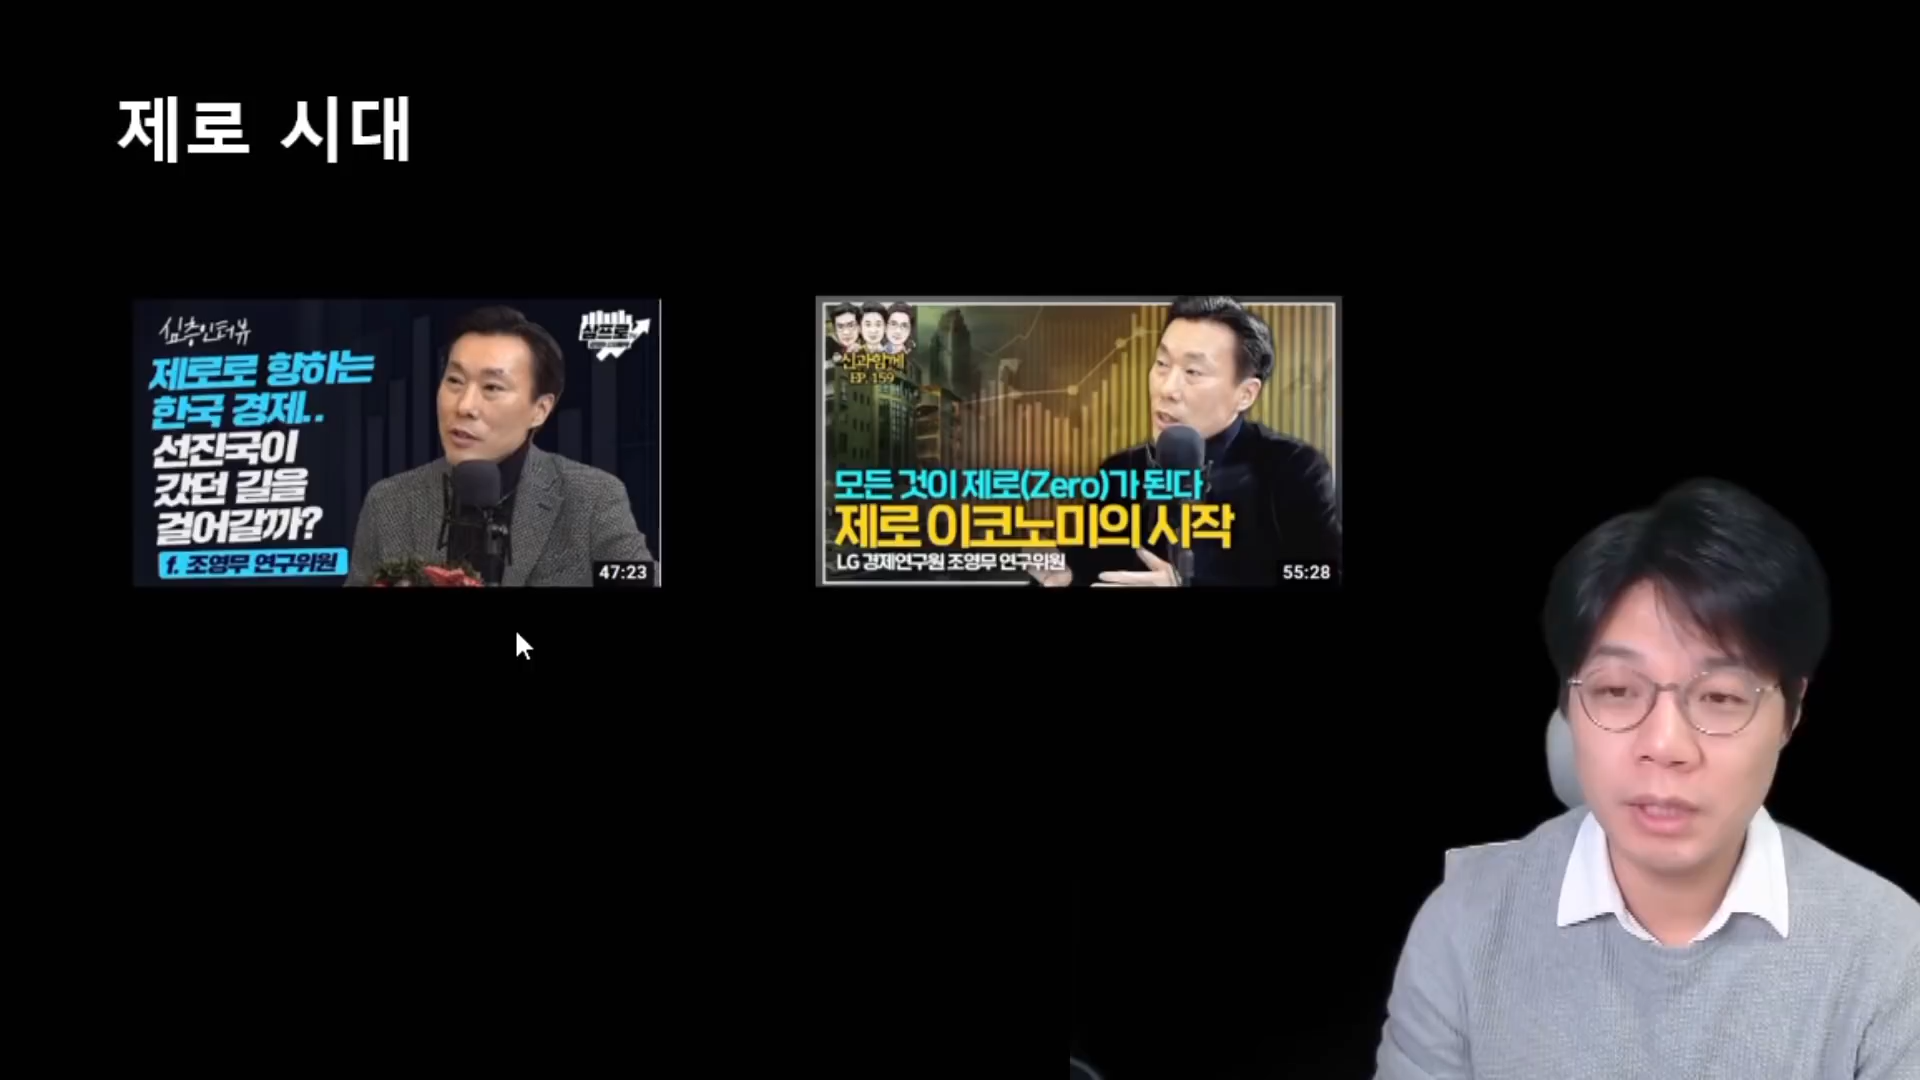 제로 시대
심층인터뷰
삼프로
제로로 향하는
한국 경제..
선진국이
갔던 길을
걸어갈까?
f. 조영무 연구위원
47:23
신과함께
EP. 159
모든 것이 제로(Zero)가 된다
제로 이코노미의 시작
LG 경제연구원 조영무 연구위원
55:28